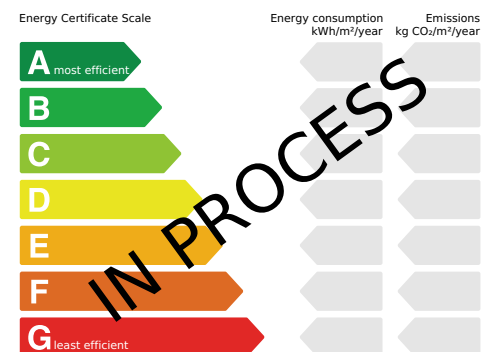 Energy Certificate Scale
Energy consumption
kWh/m²/year
Emissions
kg CO₂/m²/year
A most efficient
B
C
D
E
F
G least efficient
IN PROCESS